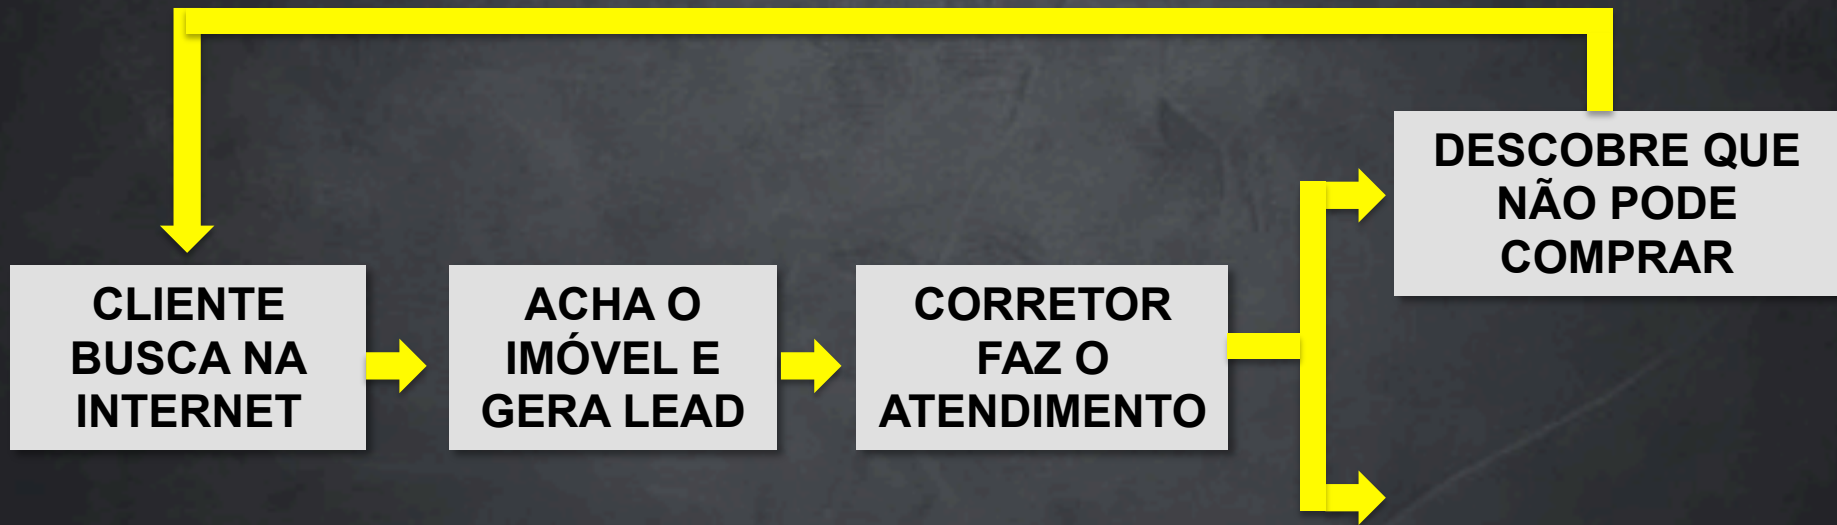 CLIENTE
BUSCA NA
INTERNET
ACHA O
IMÓVEL E
GERA LEAD
CORRETOR
FAZ O
ATENDIMENTO
DESCOBRE QUE
NÃO PODE
COMPRAR